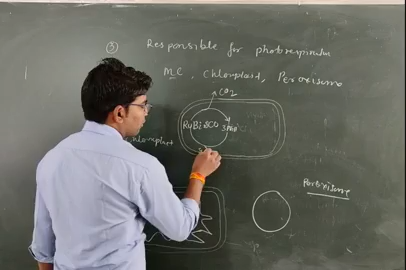 ③ Responsible for photorespiration
MC, Chloroplast, Peroxisome
CO2
RuBisCO
Chloroplast
Peroxisome